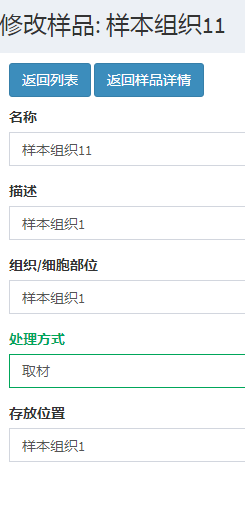 修改样品: 样本组织11
返回列表 返回样品详情
名称
样本组织11
描述
样本组织1
组织/细胞部位
样本组织1
处理方式
取材
存放位置
样本组织1